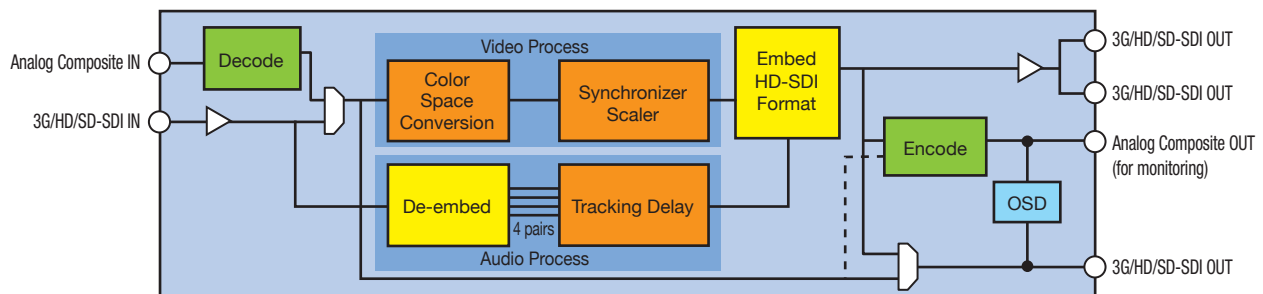 Analog Composite IN
3G/HD/SD-SDI IN
Decode
Video Process
Color
Space
Conversion
Synchronizer
Scaler
De-embed
4 pairs
Tracking Delay
Audio Process
Embed
HD-SDI
Format
Encode
OSD
3G/HD/SD-SDI OUT
3G/HD/SD-SDI OUT
Analog Composite OUT
(for monitoring)
3G/HD/SD-SDI OUT